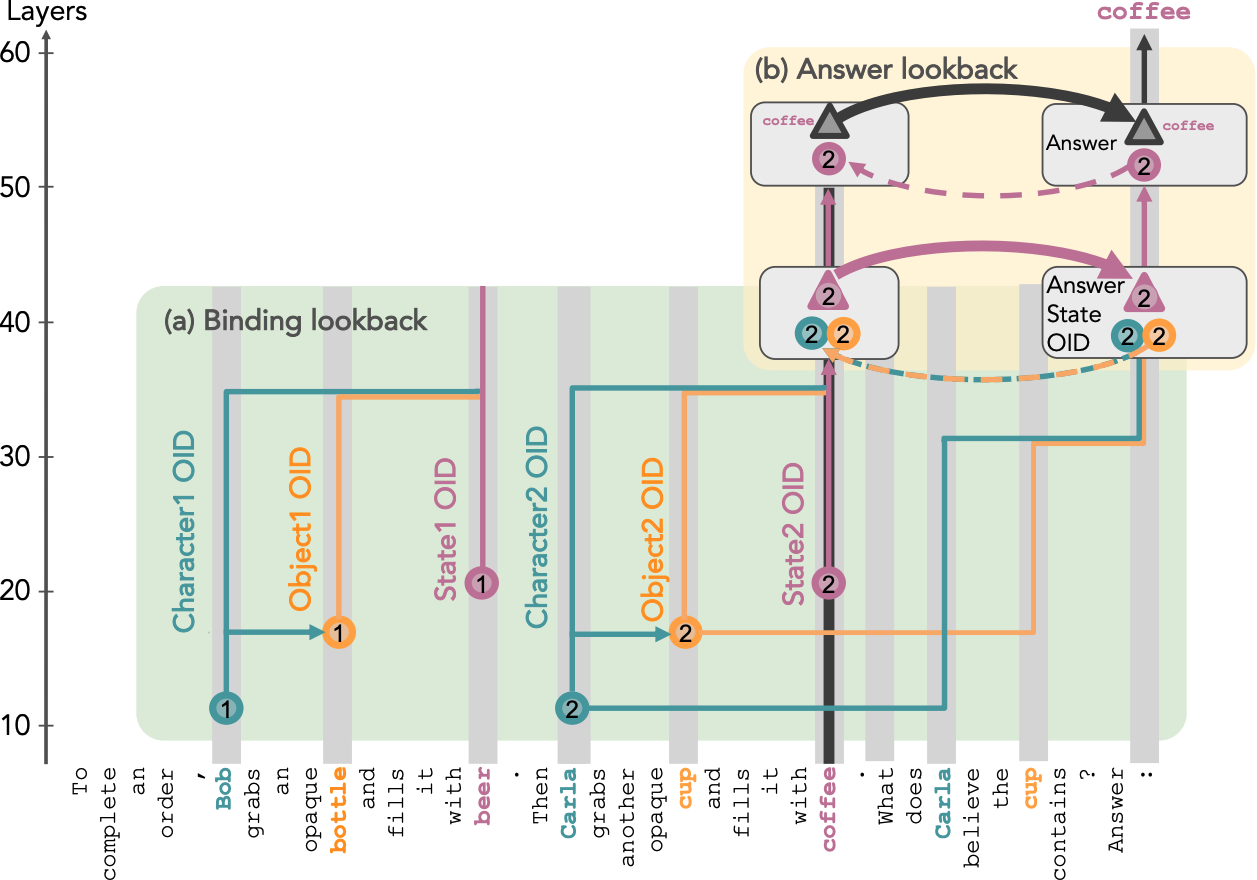 Layers
coffee
60
(b) Answer lookback
coffee
coffee
Answer
2
2
50
2
2
Answer
State
OID
2 2
2 2
40
(a) Binding lookback
30
Character1 OID
Object1 OID
State1 OID
Character2 OID
Object2 OID
State2 OID
20
1
2
1
2
10
1
2
To complete an order , Bob grabs an opaque bottle and fills it with beer . Then Carla grabs another opaque cup and fills it with coffee . What does Carla believe the cup contains ? Answer :